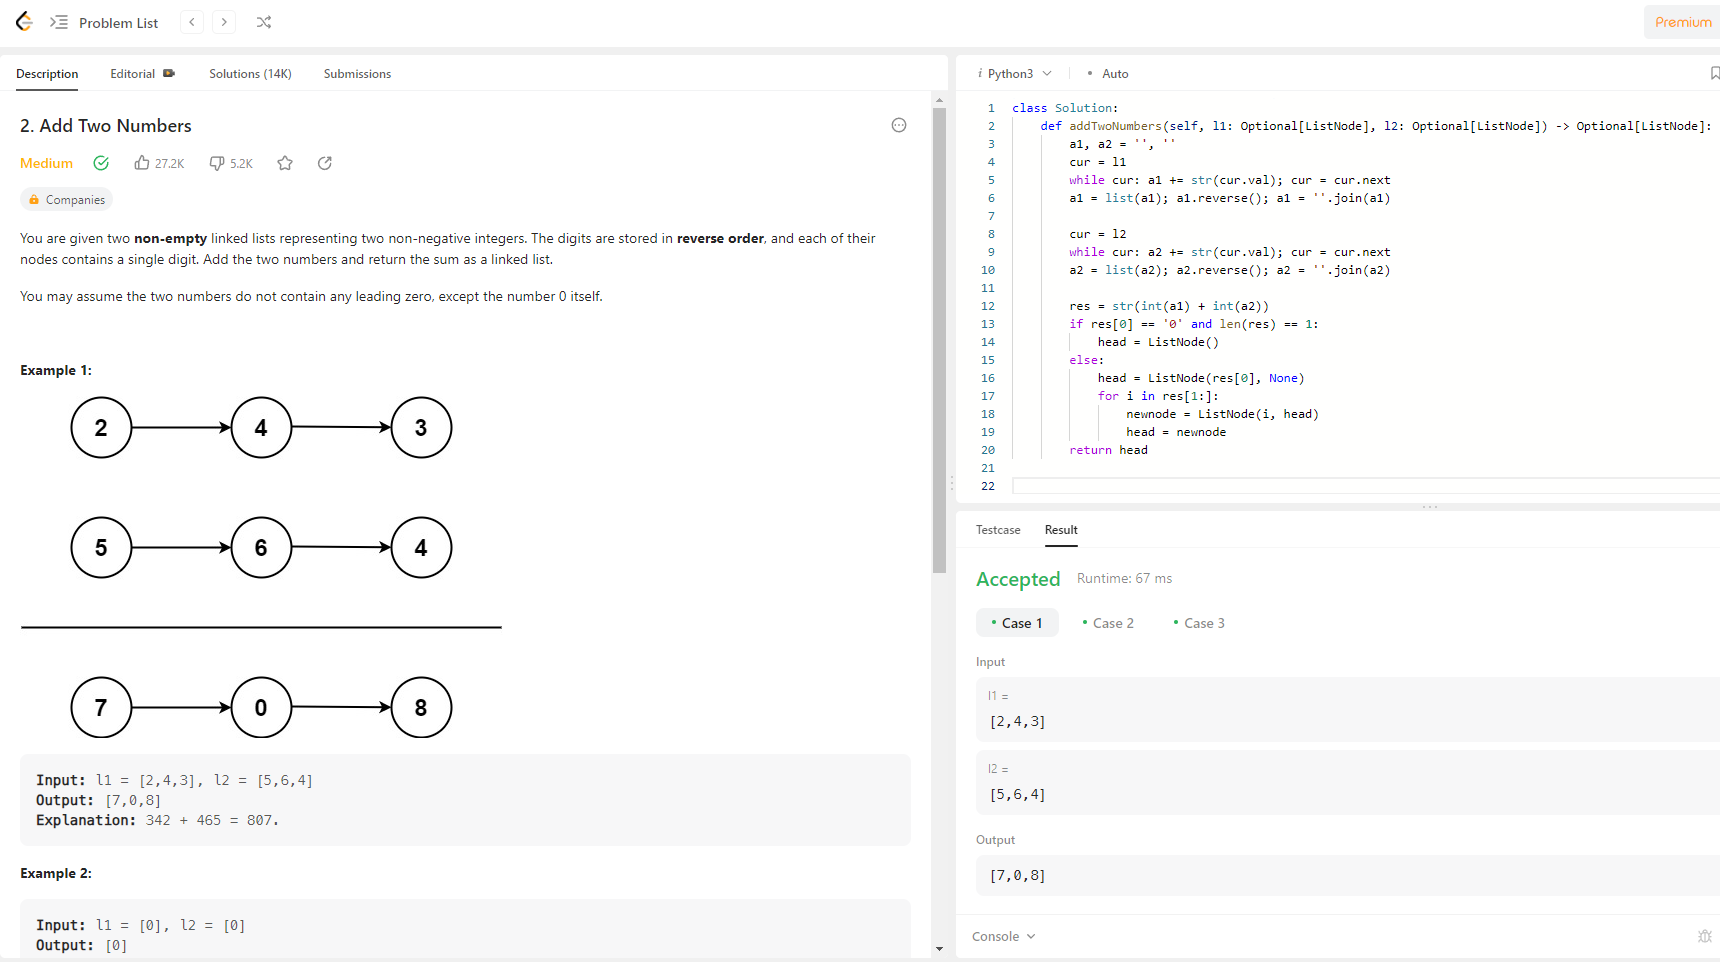 Problem List
Premium
Description Editorial Solutions (14K) Submissions
2. Add Two Numbers
Medium 27.2K 5.2K
Companies
You are given two non-empty linked lists representing two non-negative integers. The digits are stored in reverse order, and each of their
nodes contains a single digit. Add the two numbers and return the sum as a linked list.
You may assume the two numbers do not contain any leading zero, except the number 0 itself.
Example 1:
2 4 3
5 6 4
7 0 8
Input: l1 = [2,4,3], l2 = [5,6,4]
Output: [7,0,8]
Explanation: 342 + 465 = 807.
Example 2:
Input: l1 = [0], l2 = [0]
Output: [0]
i Python3 • Auto
1 class Solution:
2 def addTwoNumbers(self, l1: Optional[ListNode], l2: Optional[ListNode]) -> Optional[ListNode]:
3 a1, a2 = '', ''
4 cur = l1
5 while cur: a1 += str(cur.val); cur = cur.next
6 a1 = list(a1); a1.reverse(); a1 = ''.join(a1)
7
8 cur = l2
9 while cur: a2 += str(cur.val); cur = cur.next
10 a2 = list(a2); a2.reverse(); a2 = ''.join(a2)
11
12 res = str(int(a1) + int(a2))
13 if res[0] == '0' and len(res) == 1:
14 head = ListNode()
15 else:
16 head = ListNode(res[0], None)
17 for i in res[1:]:
18 newnode = ListNode(i, head)
19 head = newnode
20 return head
21
22
Testcase Result
Accepted Runtime: 67 ms
• Case 1 • Case 2 • Case 3
Input
l1 =
[2,4,3]
l2 =
[5,6,4]
Output
[7,0,8]
Console